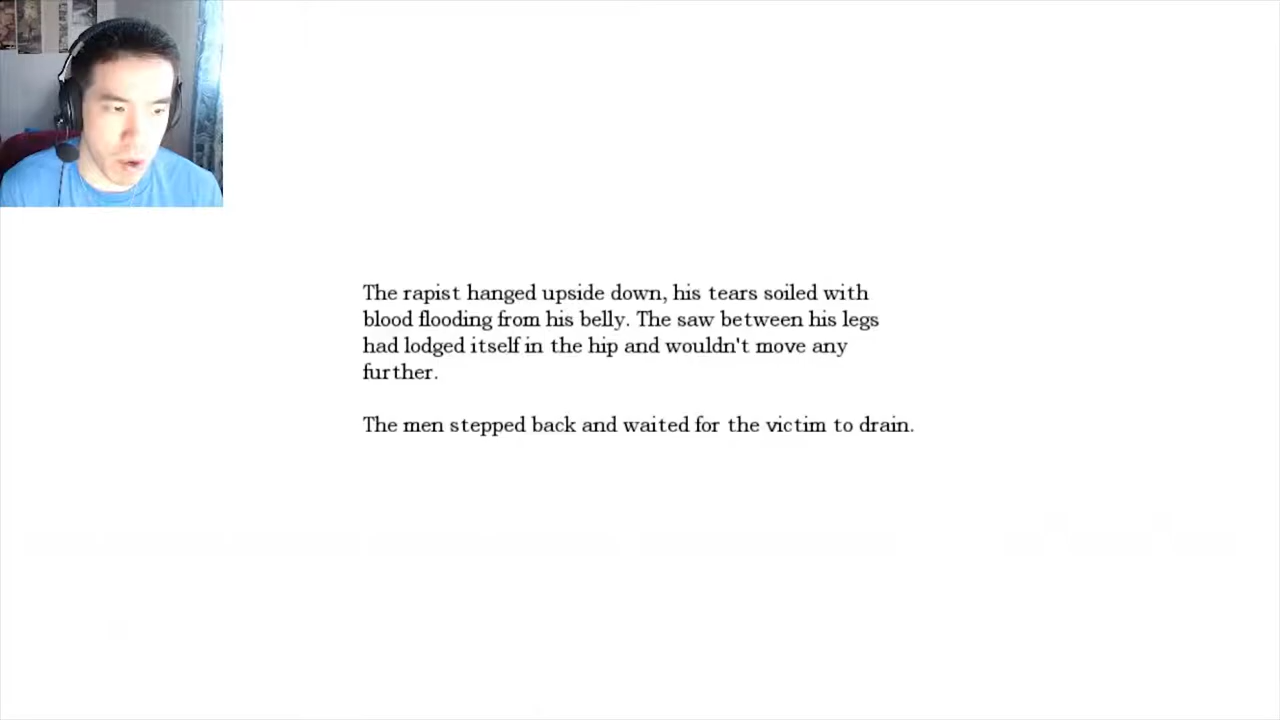 The rapist hanged upside down, his tears soiled with
blood flooding from his belly. The saw between his legs
had lodged itself in the hip and wouldn't move any
further.
The men stepped back and waited for the victim to drain.